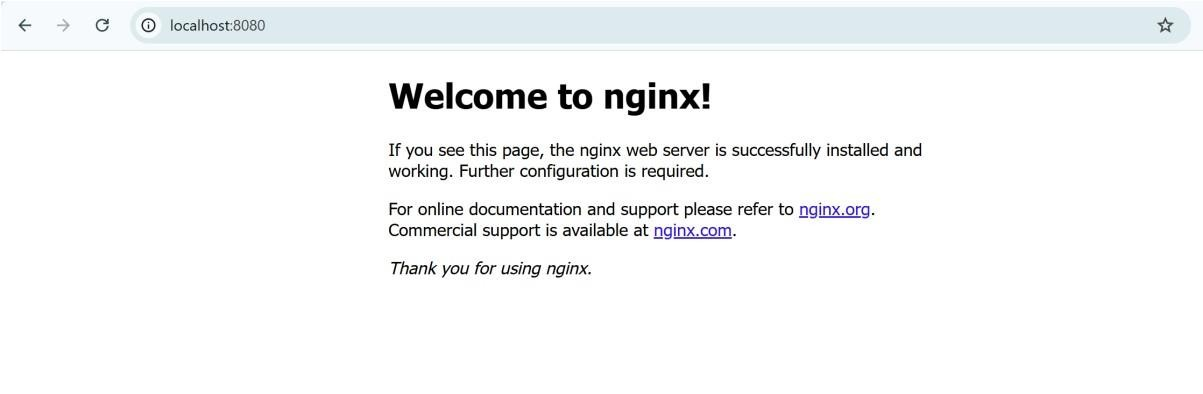 localhost:8080
Welcome to nginx!
If you see this page, the nginx web server is successfully installed and
working. Further configuration is required.
For online documentation and support please refer to nginx.org.
Commercial support is available at nginx.com.
Thank you for using nginx.